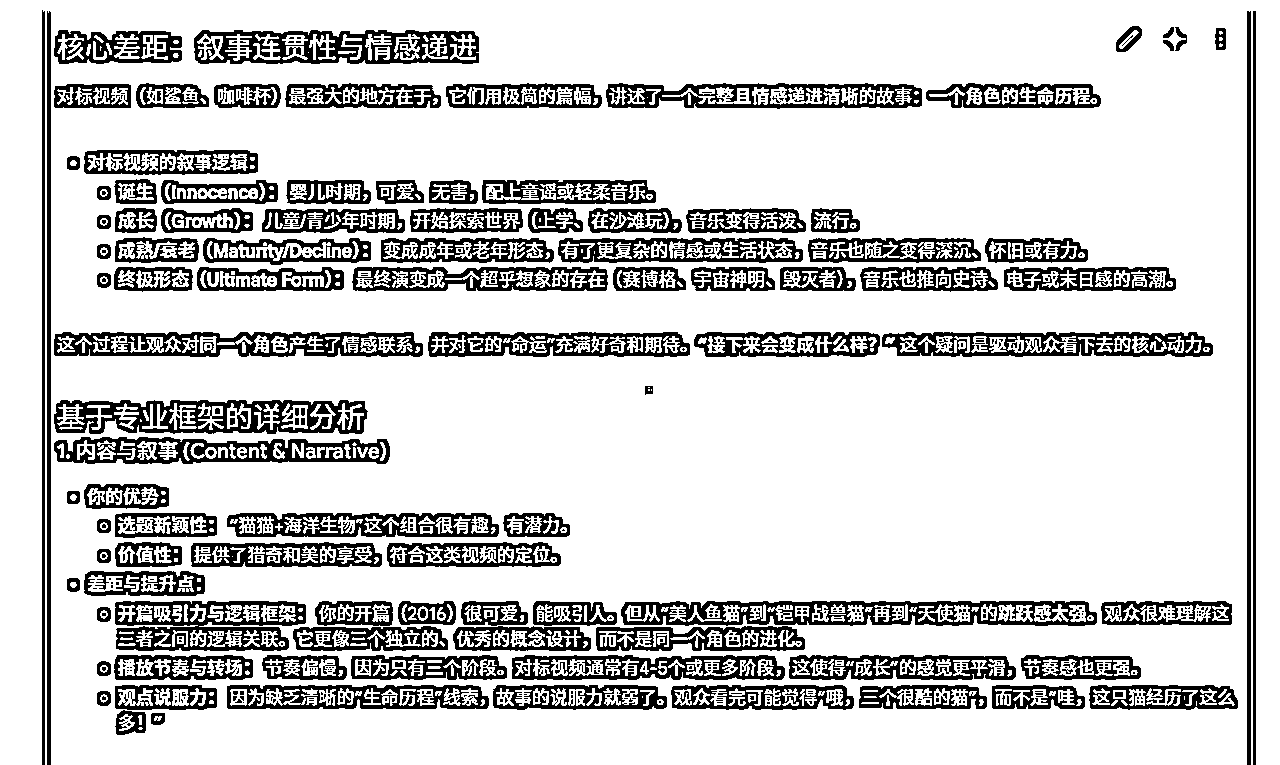 核心差距：叙事连贯性与情感递进
对标视频（如鲨鱼、咖啡杯）最强大的地方在于，它们用极简的篇幅，讲述了一个完整且情感递进清晰的故事：一个角色的生命历程。
对标视频的叙事逻辑：
诞生（Innocence）：婴儿时期，可爱、无害，配上童谣或轻柔音乐。
成长（Growth）：儿童/青少年时期，开始探索世界（上学、在沙滩玩），音乐变得活泼、流行。
成熟/衰老（Maturity/Decline）：变成成年或老年形态，有了更复杂的情感或生活状态，音乐也随之变得深沉、怀旧或有力。
终极形态（Ultimate Form）：最终演变成一个超乎想象的存在（赛博格、宇宙神明、毁灭者），音乐也推向史诗、电子或末日感的高潮。
这个过程让观众对同一个角色产生了情感联系，并对它的“命运”充满好奇和期待。“接下来会变成什么样？”这个疑问是驱动观众看下去的核心动力。
基于专业框架的详细分析
1. 内容与叙事 (Content & Narrative)
你的优势：
选题新颖性：“猫猫+海洋生物”这个组合很有趣，有潜力。
价值性：提供了猎奇和美的享受，符合这类视频的定位。
差距与提升点：
开篇吸引力与逻辑框架：你的开篇（2016）很可爱，能吸引人。但从“美人鱼猫”到“铠甲战兽猫”再到“天使猫”的跳跃感太强。观众很难理解这
三者之间的逻辑关联。它更像三个独立的、优秀的概念设计，而不是同一个角色的进化。
播放节奏与转场：节奏偏慢，因为只有三个阶段。对标视频通常有4-5个或更多阶段，这使得“成长”的感觉更平滑，节奏感也更强。
观点说服力：因为缺乏清晰的“生命历程”线索，故事的说服力就弱了。观众看完可能觉得“哦，三个很酷的猫”，而不是“哇，这只猫经历了这么
多！”